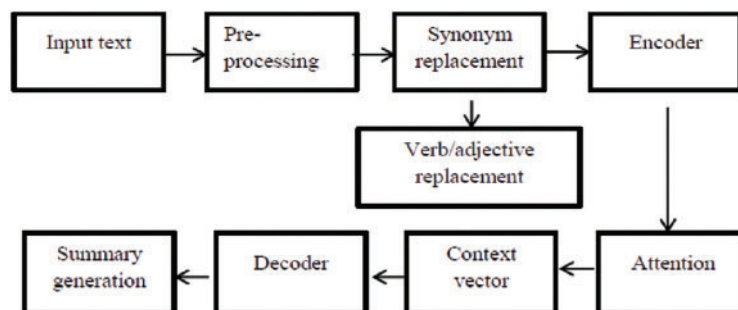 Input text
Pre-
processing
Synonym
replacement
Encoder
Verb/adjective
replacement
Summary
generation
Decoder
Context
vector
Attention